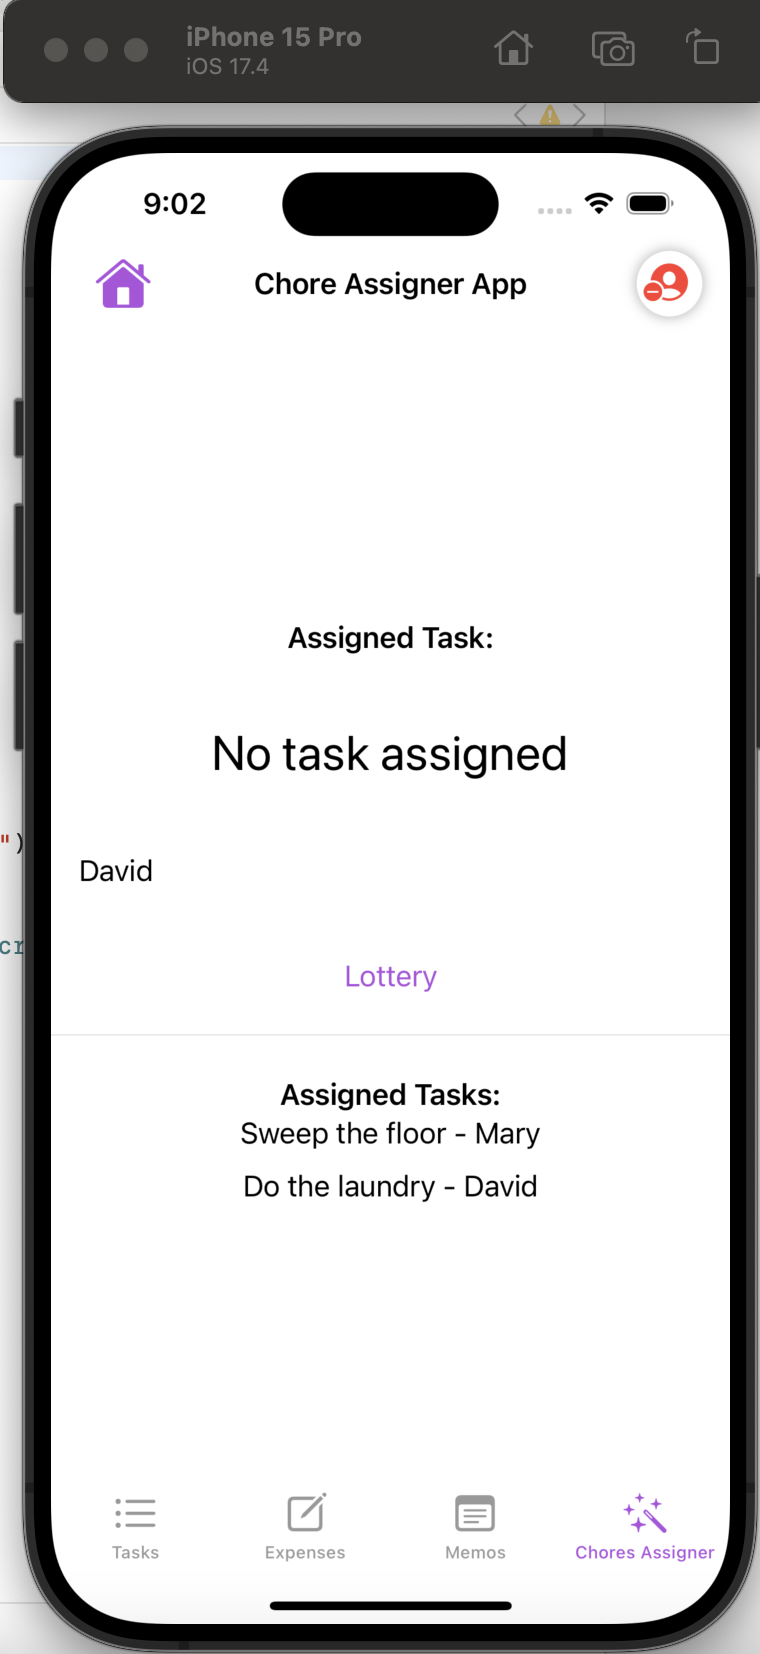 iPhone 15 Pro
iOS 17.4
9:02
Chore Assigner App
Assigned Task:
No task assigned
")
David
cr
Lottery
Assigned Tasks:
Sweep the floor - Mary
Do the laundry - David
Tasks
Expenses
Memos
Chores Assigner